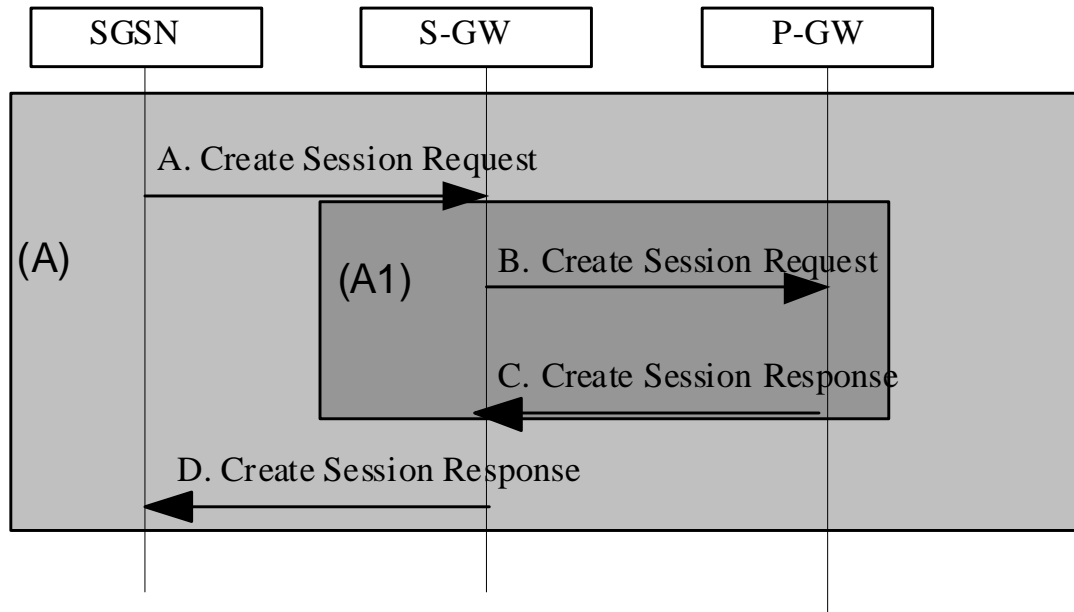 SGSN
S-GW
P-GW
A. Create Session Request
(A)
B. Create Session Request
(A1)
C. Create Session Response
D. Create Session Response